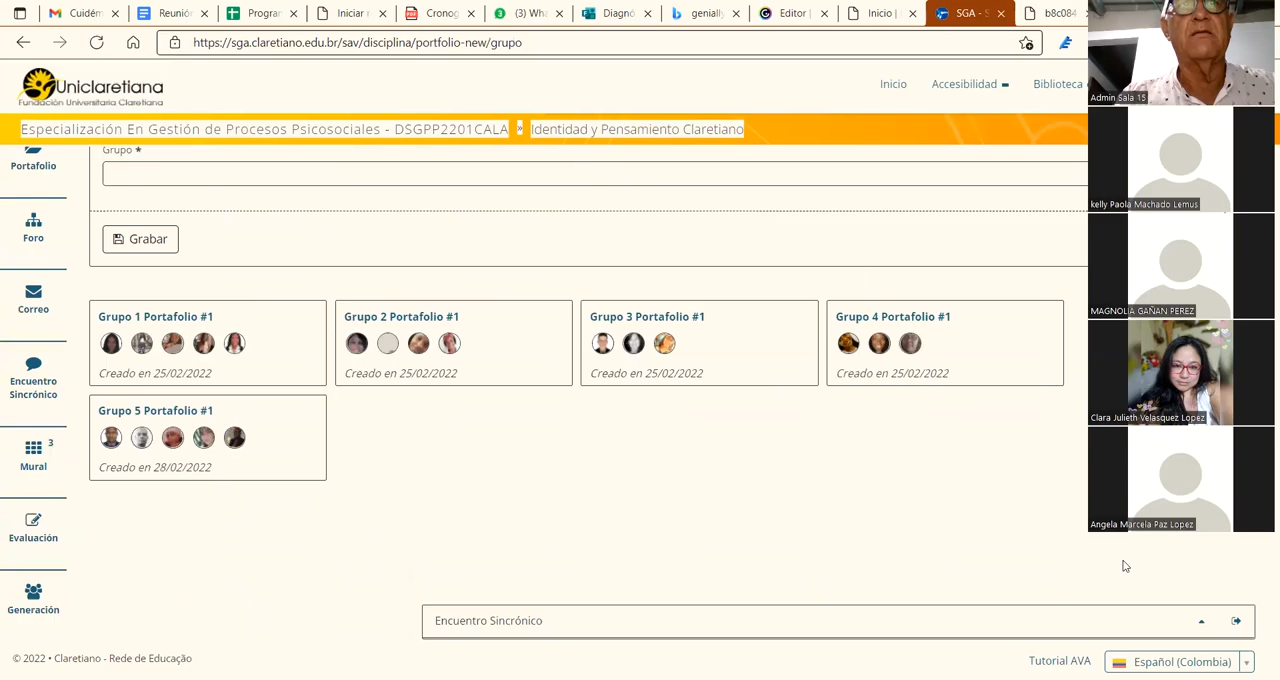 Cuidém
Reunió
Progra
Iniciar r
Cronog
(3) Wha
Diagnó
genially
Editor |
Inicio |
SGA - S
b8c084
https://sga.claretiano.edu.br/sav/disciplina/portfolio-new/grupo
Uniclaretiana
Fundación Universitaria Claretiana
Inicio
Accesibilidad
Biblioteca
Especialización En Gestión de Procesos Psicosociales - DSGPP2201CALA » Identidad y Pensamiento Claretiano
Portafolio
Foro
Correo
Encuentro
Sincrónico
Mural 3
Evaluación
Generación
Grupo *
Grabar
Grupo 1 Portafolio #1
Creado en 25/02/2022
Grupo 2 Portafolio #1
Creado en 25/02/2022
Grupo 3 Portafolio #1
Creado en 25/02/2022
Grupo 4 Portafolio #1
Creado en 25/02/2022
Grupo 5 Portafolio #1
Creado en 28/02/2022
Admin Sala 15
kelly Paola Machado Lemus
MAGNOLIA GAÑAN PEREZ
Clara Julieth Velasquez Lopez
Angela Marcela Paz Lopez
Encuentro Sincrónico
© 2022 • Claretiano - Rede de Educação
Tutorial AVA
Español (Colombia)